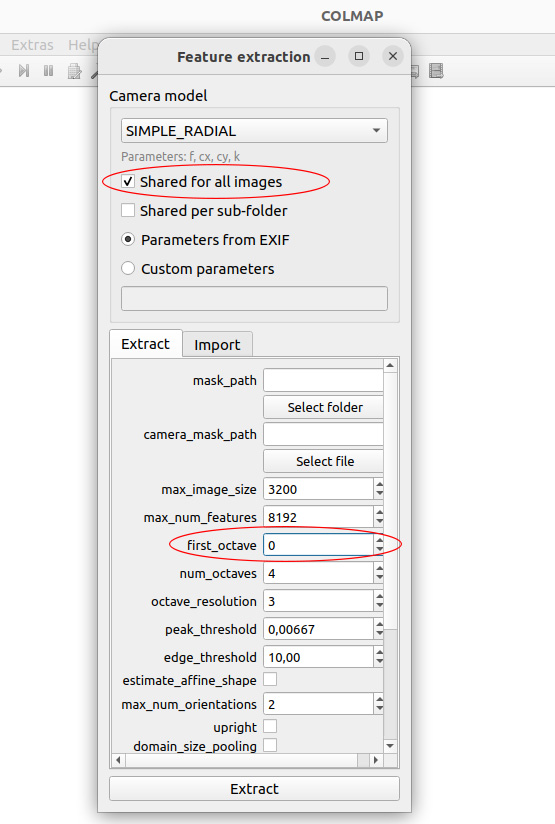 COLMAP
Extras Help
Feature extraction
Camera model
SIMPLE_RADIAL
Parameters: f, cx, cy, k
Shared for all images
Shared per sub-folder
Parameters from EXIF
Custom parameters
Extract Import
mask_path
Select folder
camera_mask_path
Select file
max_image_size 3200
max_num_features 8192
first_octave 0
num_octaves 4
octave_resolution 3
peak_threshold 0,00667
edge_threshold 10,00
estimate_affine_shape
max_num_orientations 2
upright
domain_size_pooling
Extract